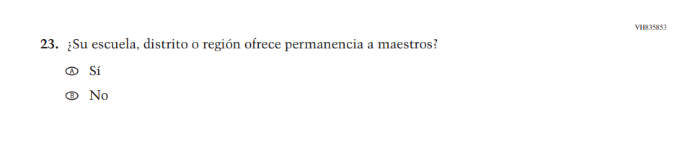 VH835853
23. ¿Su escuela, distrito o región ofrece permanencia a maestros?
A Sí
B No